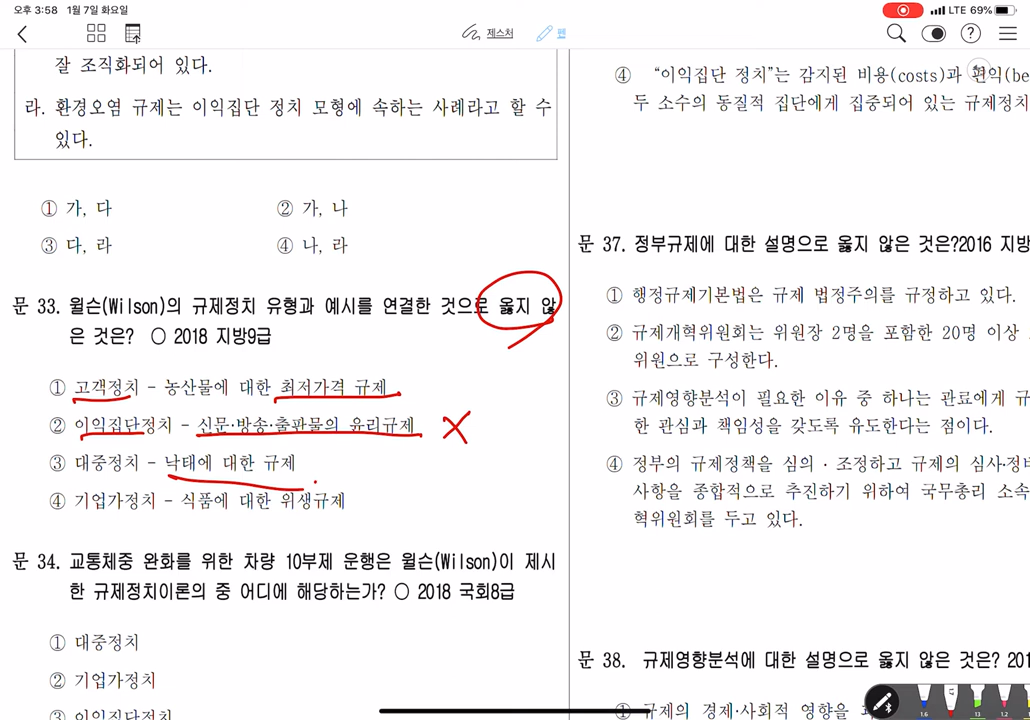 오후 3:58 1월 7일 화요일
LTE 69%
제스처
펜
잘 조직화되어 있다.
라. 환경오염 규제는 이익집단 정치 모형에 속하는 사례라고 할 수
있다.
① 가, 다
② 가, 나
③ 다, 라
④ 나, 라
문 33. 윌슨(Wilson)의 규제정치 유형과 예시를 연결한 것으로 옳지 않
은 것은? ○ 2018 지방9급
① 고객정치 - 농산물에 대한 최저가격 규제
② 이익집단정치 - 신문·방송·출판물의 윤리규제
③ 대중정치 - 낙태에 대한 규제
④ 기업가정치 - 식품에 대한 위생규제
문 34. 교통체중 완화를 위한 차량 10부제 운행은 윌슨(Wilson)이 제시
한 규제정치이론의 중 어디에 해당하는가? ○ 2018 국회8급
① 대중정치
② 기업가정치
③ 이익집단정치
④ “이익집단 정치”는 감지된 비용(costs)과 편익(be
두 소수의 동질적 집단에게 집중되어 있는 규제정치
문 37. 정부규제에 대한 설명으로 옳지 않은 것은?2016 지방
① 행정규제기본법은 규제 법정주의를 규정하고 있다.
② 규제개혁위원회는 위원장 2명을 포함한 20명 이상
위원으로 구성한다.
③ 규제영향분석이 필요한 이유 중 하나는 관료에게 규
한 관심과 책임성을 갖도록 유도한다는 점이다.
④ 정부의 규제정책을 심의·조정하고 규제의 심사·정비
사항을 종합적으로 추진하기 위하여 국무총리 소속
혁위원회를 두고 있다.
문 38. 규제영향분석에 대한 설명으로 옳지 않은 것은? 201
① 규제의 경제·사회적 영향을